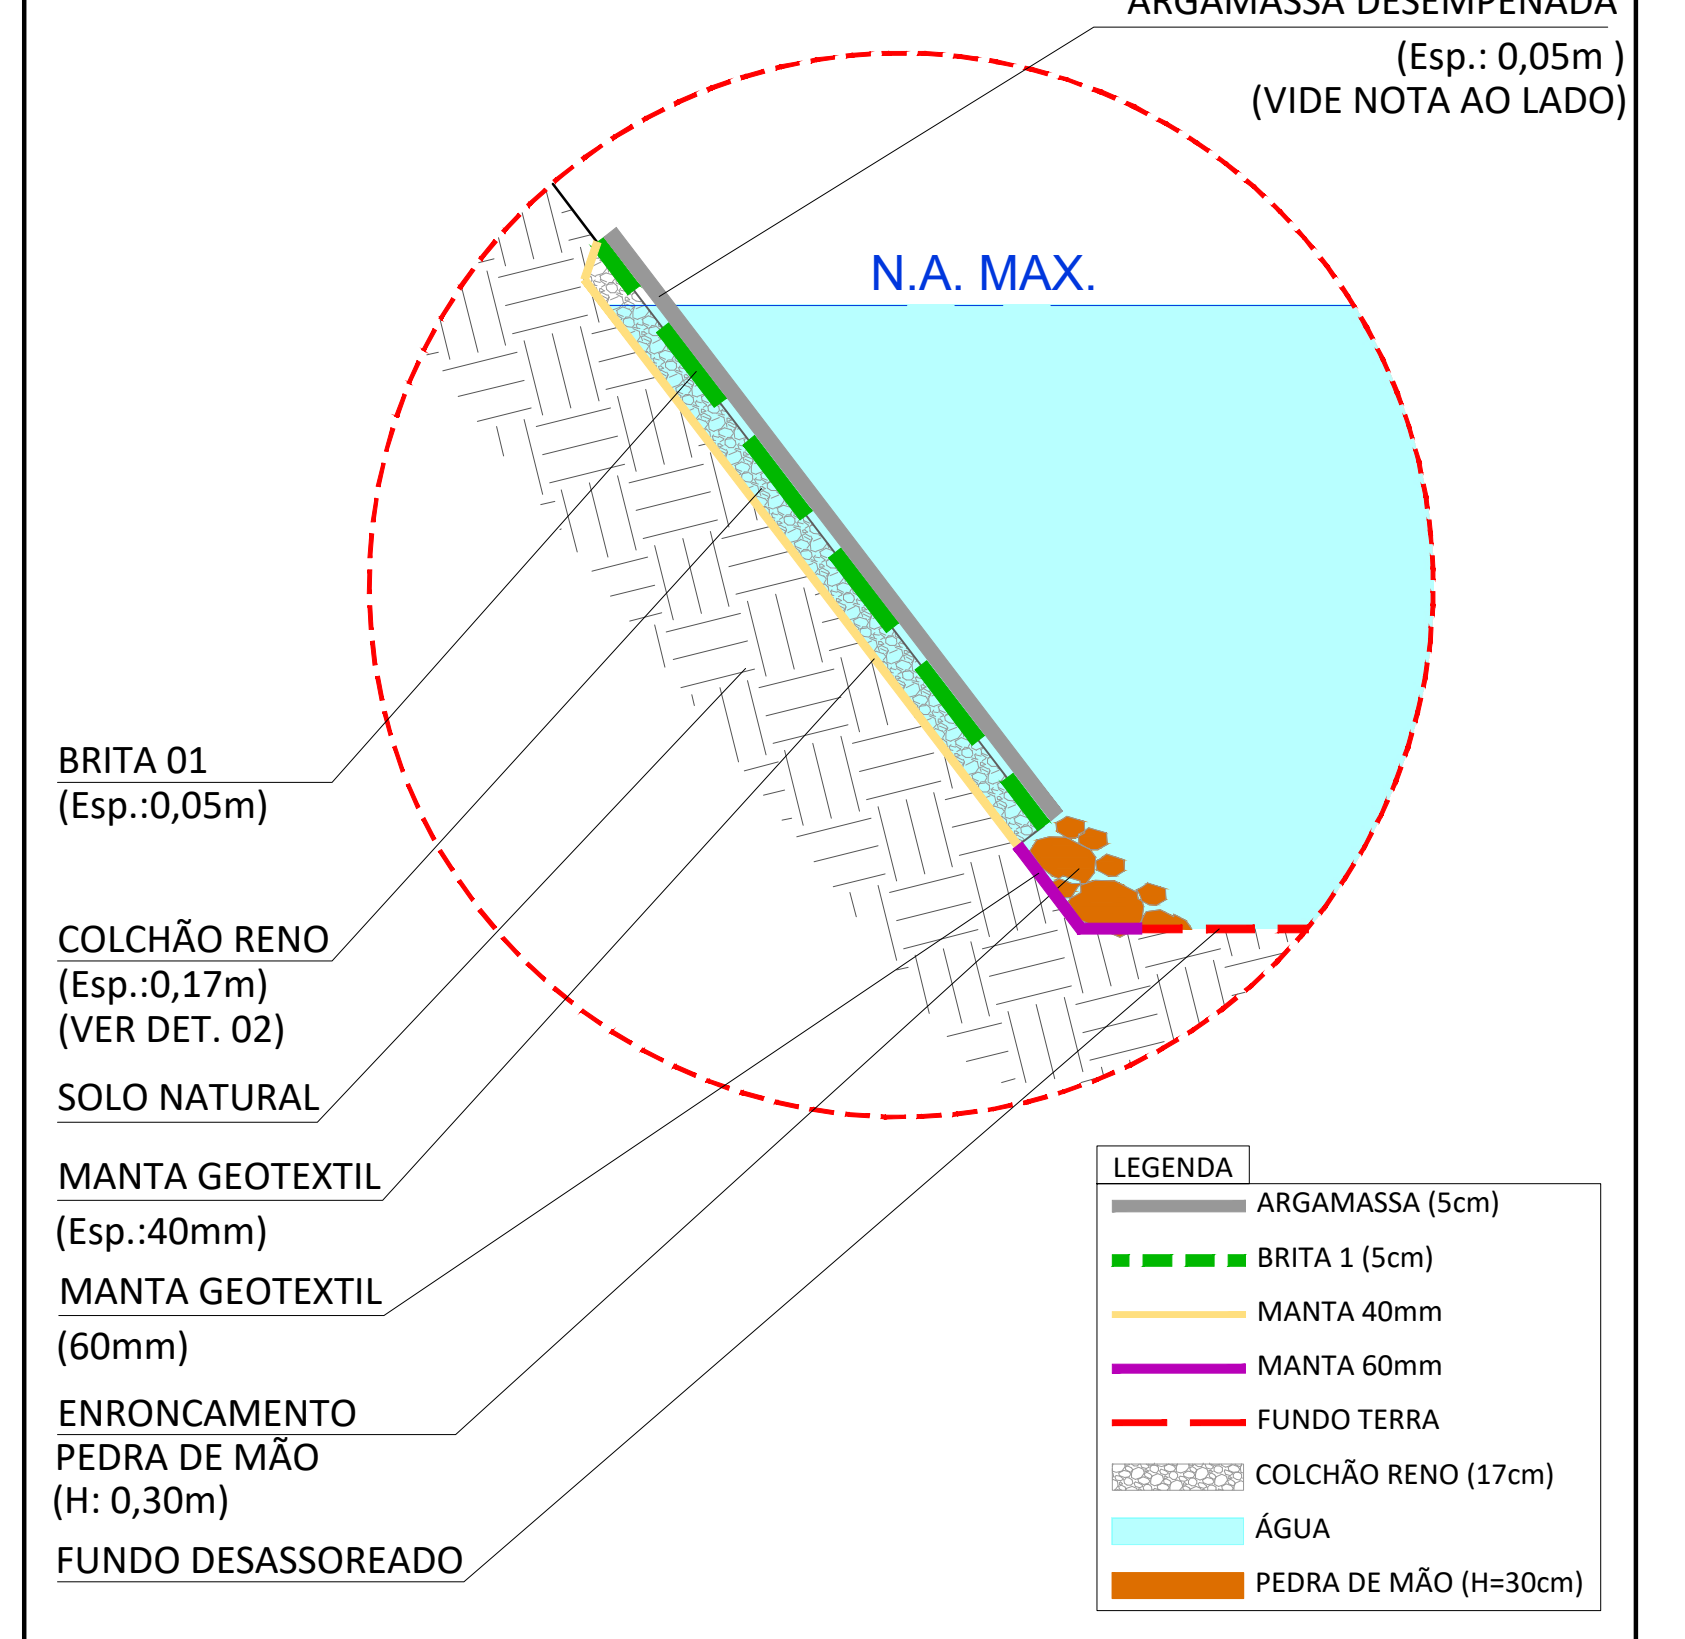 ARGAMASSA DESEMPENADA
(Esp.: 0,05m )
(VIDE NOTA AO LADO)
N.A. MAX.
BRITA 01
(Esp.:0,05m)
COLCHÃO RENO
(Esp.:0,17m)
(VER DET. 02)
SOLO NATURAL
MANTA GEOTEXTIL
(Esp.:40mm)
MANTA GEOTEXTIL
(60mm)
ENRONCAMENTO
PEDRA DE MÃO
(H: 0,30m)
FUNDO DESASSOREADO
LEGENDA
ARGAMASSA (5cm)
BRITA 1 (5cm)
MANTA 40mm
MANTA 60mm
FUNDO TERRA
COLCHÃO RENO (17cm)
ÁGUA
PEDRA DE MÃO (H=30cm)